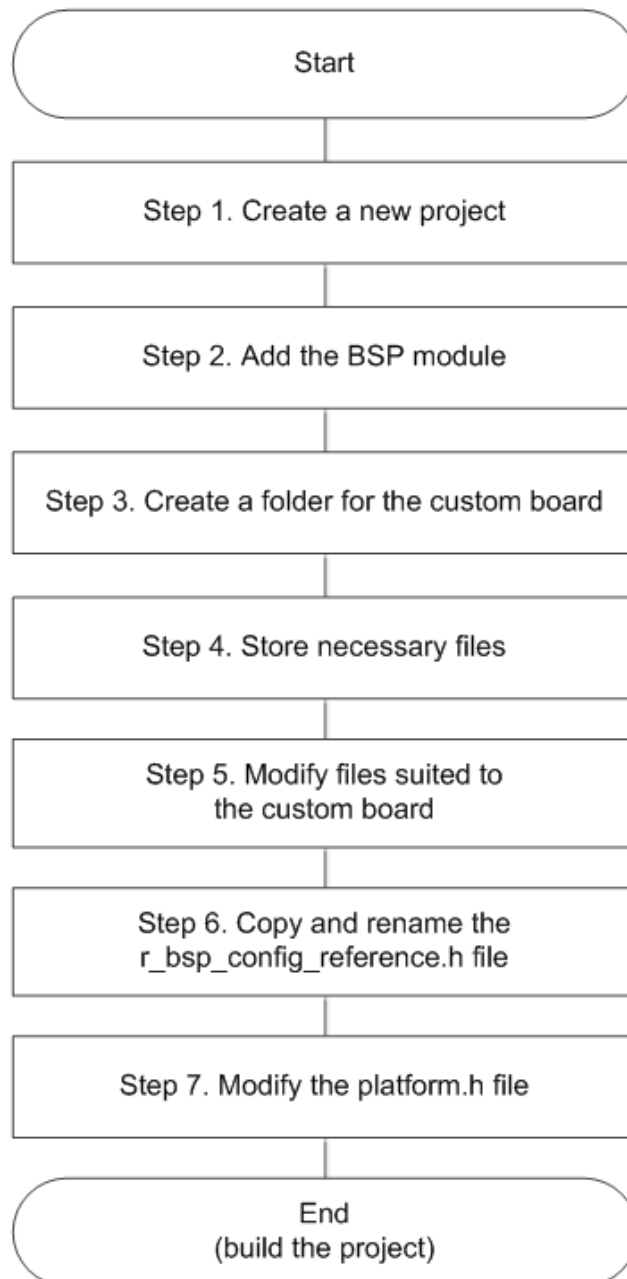 Start
Step 1. Create a new project
Step 2. Add the BSP module
Step 3. Create a folder for the custom board
Step 4. Store necessary files
Step 5. Modify files suited to
the custom board
Step 6. Copy and rename the
r_bsp_config_reference.h file
Step 7. Modify the platform.h file
End
(build the project)